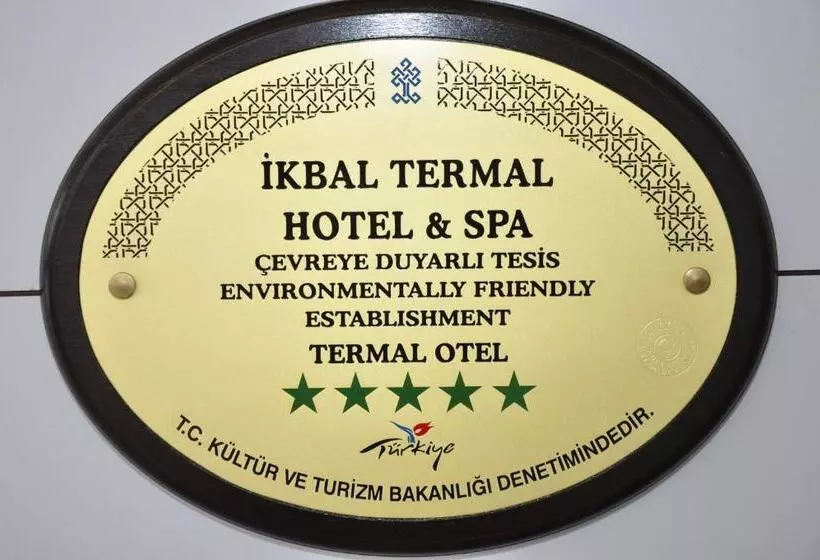 İKBAL TERMAL
HOTEL & SPA
ÇEVREYE DUYARLI TESİS
ENVIRONMENTALLY FRIENDLY
ESTABLISHMENT
TERMAL OTEL
Türkiye
T.C. KÜLTÜR VE TURİZM BAKANLIĞI DENETİMİNDEDİR.